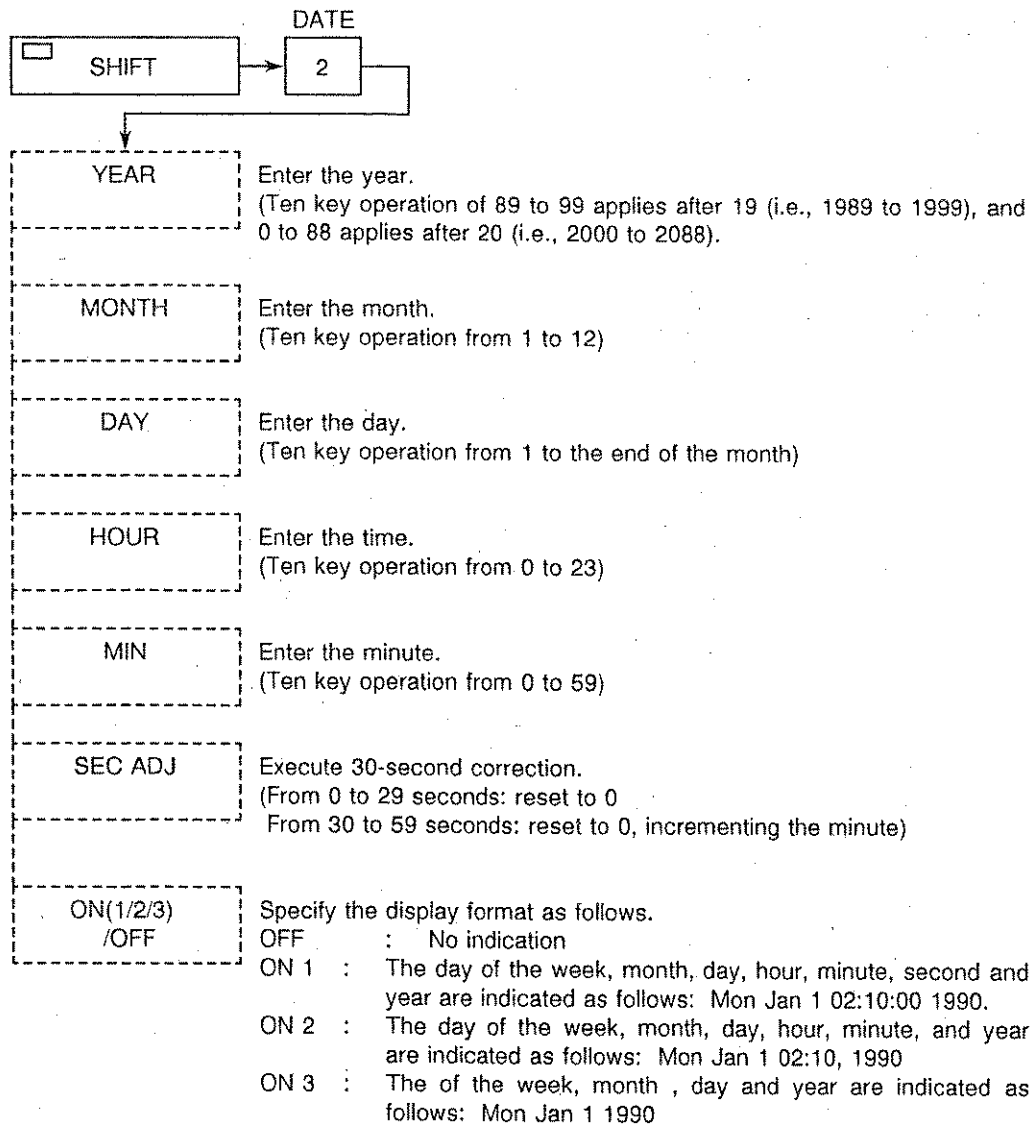 DATE
SHIFT
2
YEAR
Enter the year.
(Ten key operation of 89 to 99 applies after 19 (i.e., 1989 to 1999), and
0 to 88 applies after 20 (i.e., 2000 to 2088).
MONTH
Enter the month.
(Ten key operation from 1 to 12)
DAY
Enter the day.
(Ten key operation from 1 to the end of the month)
HOUR
Enter the time.
(Ten key operation from 0 to 23)
MIN
Enter the minute.
(Ten key operation from 0 to 59)
SEC ADJ
Execute 30-second correction.
(From 0 to 29 seconds: reset to 0
From 30 to 59 seconds: reset to 0, incrementing the minute)
ON(1/2/3)
/OFF
Specify the display format as follows.
OFF : No indication
ON 1 : The day of the week, month, day, hour, minute, second and
year are indicated as follows: Mon Jan 1 02:10:00 1990.
ON 2 : The day of the week, month, day, hour, minute, and year
are indicated as follows: Mon Jan 1 02:10, 1990
ON 3 : The of the week, month , day and year are indicated as
follows: Mon Jan 1 1990